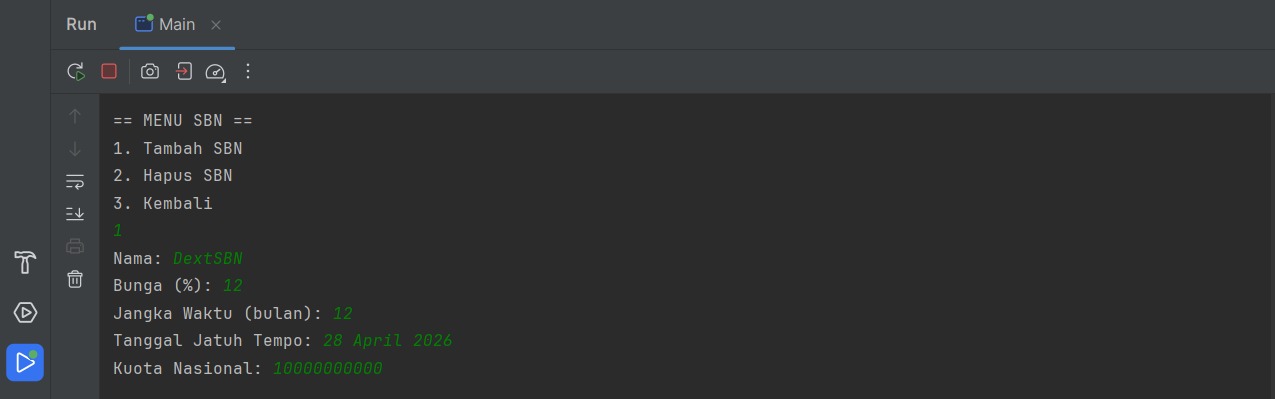 Run Main
== MENU SBN ==
1. Tambah SBN
2. Hapus SBN
3. Kembali
1
Nama: DextSBN
Bunga (%): 12
Jangka Waktu (bulan): 12
Tanggal Jatuh Tempo: 28 April 2026
Kuota Nasional: 10000000000